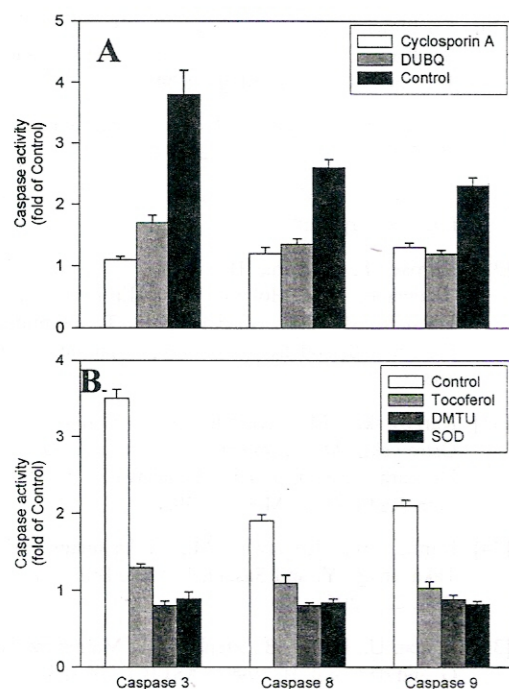 A
Cyclosporin A
DUBQ
Control
Caspase activity
(fold of Control)
5
4
3
2
1
0
B
Control
Tocoferol
DMTU
SOD
Caspase activity
(fold of Control)
4
3
2
1
0
Caspase 3
Caspase 8
Caspase 9